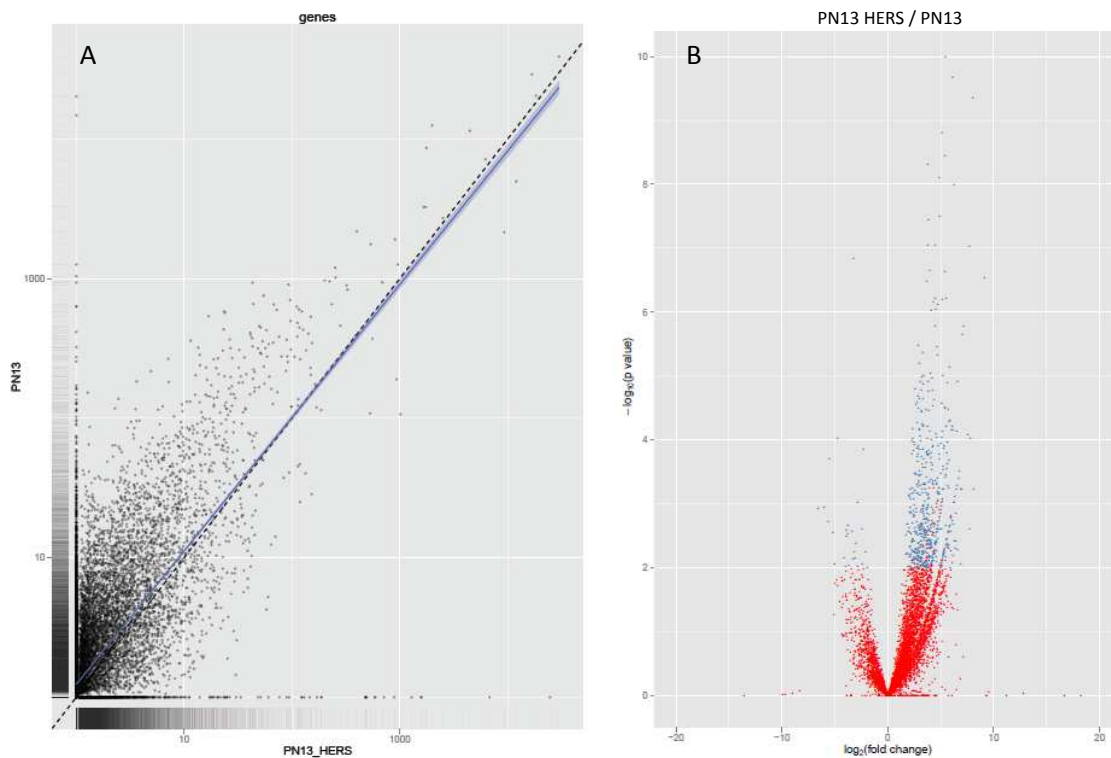 genes
A
PN13
1000
10
10
1000
PN13_HERS
PN13 HERS / PN13
B
10
8
6
4
2
0
−log10(p value)
−20
−10
0
10
20
log2(fold change)